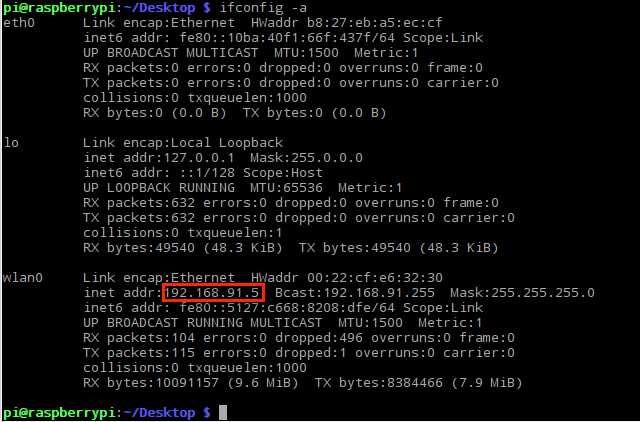 pi@raspberrypi:~/Desktop $ ifconfig -a
eth0      Link encap:Ethernet  HWaddr b8:27:eb:a5:ec:cf
          inet6 addr: fe80::10ba:40f1:66f:437f/64 Scope:Link
          UP BROADCAST MULTICAST  MTU:1500  Metric:1
          RX packets:0 errors:0 dropped:0 overruns:0 frame:0
          TX packets:0 errors:0 dropped:0 overruns:0 carrier:0
          collisions:0 txqueuelen:1000
          RX bytes:0 (0.0 B)  TX bytes:0 (0.0 B)
lo        Link encap:Local Loopback
          inet addr:127.0.0.1  Mask:255.0.0.0
          inet6 addr: ::1/128 Scope:Host
          UP LOOPBACK RUNNING  MTU:65536  Metric:1
          RX packets:632 errors:0 dropped:0 overruns:0 frame:0
          TX packets:632 errors:0 dropped:0 overruns:0 carrier:0
          collisions:0 txqueuelen:1
          RX bytes:49540 (48.3 KiB)  TX bytes:49540 (48.3 KiB)
wlan0     Link encap:Ethernet  HWaddr 00:22:cf:e6:32:30
          inet addr:192.168.91.5  Bcast:192.168.91.255  Mask:255.255.255.0
          inet6 addr: fe80::5127:c668:8208:dfe/64 Scope:Link
          UP BROADCAST RUNNING MULTICAST  MTU:1500  Metric:1
          RX packets:104 errors:0 dropped:496 overruns:0 frame:0
          TX packets:115 errors:0 dropped:1 overruns:0 carrier:0
          collisions:0 txqueuelen:1000
          RX bytes:10091157 (9.6 MiB)  TX bytes:8384466 (7.9 MiB)
pi@raspberrypi:~/Desktop $